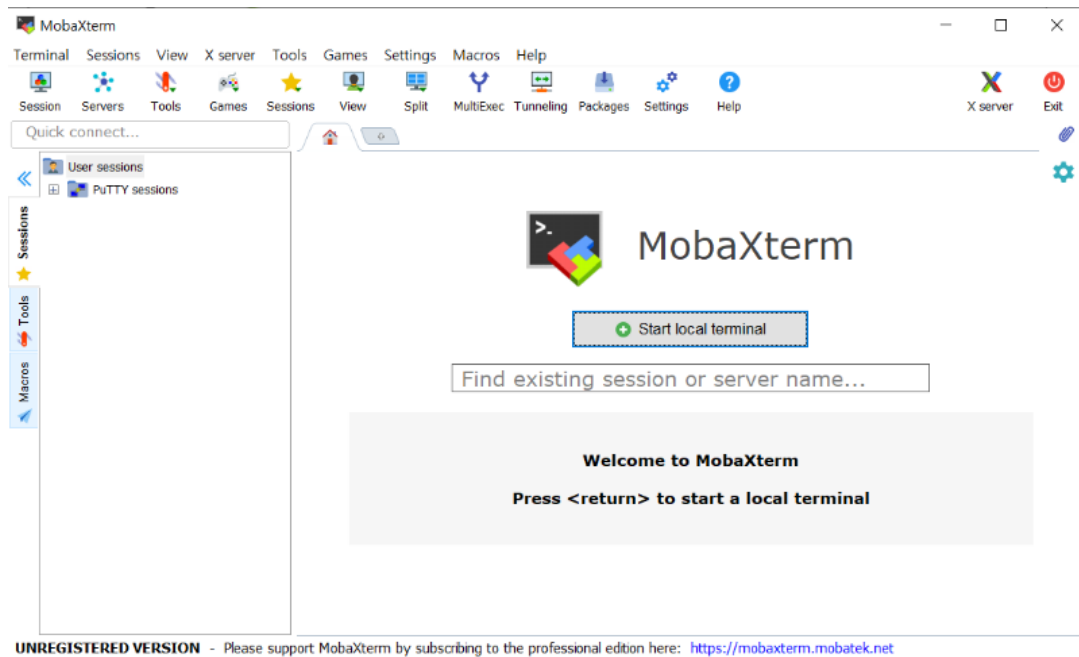 MobaXterm
Terminal Sessions View X server Tools Games Settings Macros Help
Session Servers Tools Games Sessions View Split MultiExec Tunneling Packages Settings Help X server Exit
Quick connect...
User sessions
PuTTY sessions
Sessions
Tools
Macros
>_
MobaXterm
Start local terminal
Find existing session or server name...
Welcome to MobaXterm
Press <return> to start a local terminal
UNREGISTERED VERSION - Please support MobaXterm by subscribing to the professional edition here: https://mobaxterm.mobatek.net